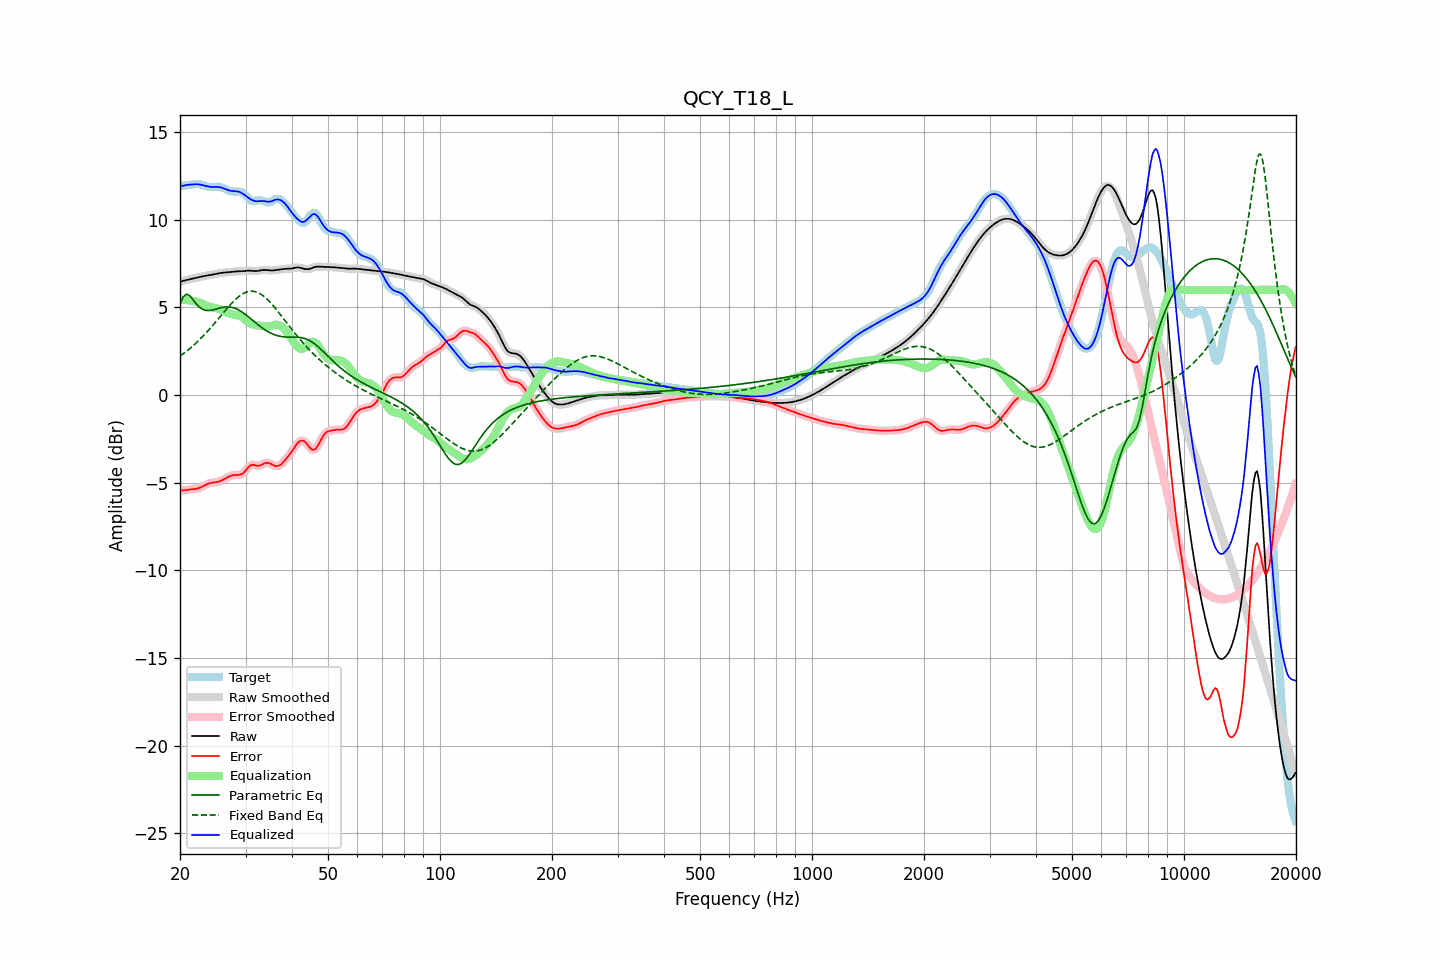 QCY_T18_L
15
10
5
0
−5
−10
−15
−20
−25
Amplitude (dBr)
Target
Raw Smoothed
Error Smoothed
Raw
Error
Equalization
Parametric Eq
Fixed Band Eq
Equalized
20 50 100 200 500 1000 2000 5000 10000 20000
Frequency (Hz)